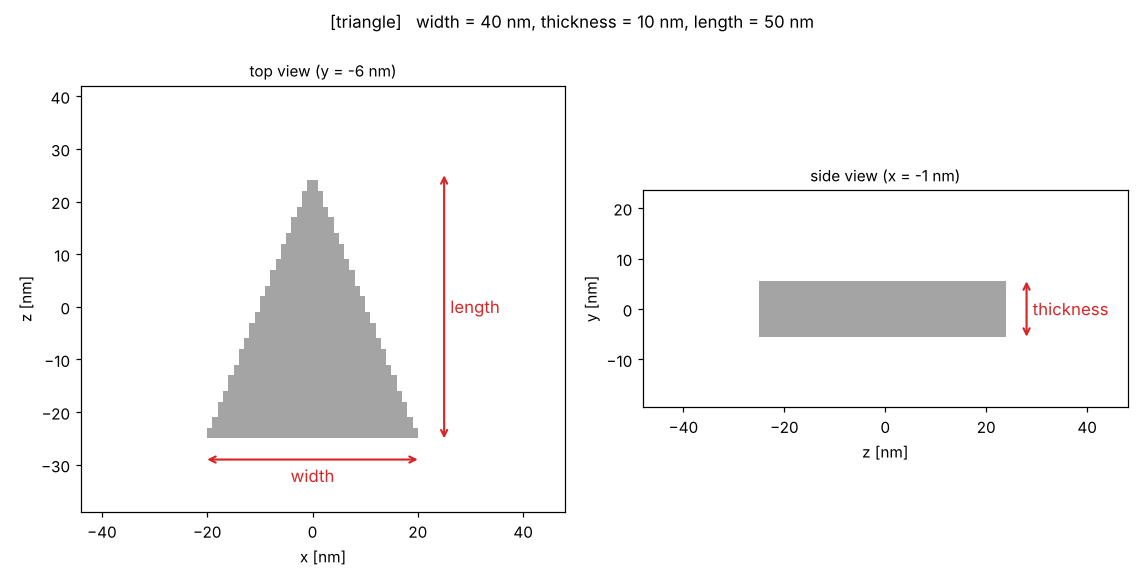 [triangle]   width = 40 nm, thickness = 10 nm, length = 50 nm
top view (y = -6 nm)
40
30
20
10
0
−10
−20
−30
z [nm]
length
width
−40
−20
0
20
40
x [nm]
side view (x = -1 nm)
20
10
0
−10
y [nm]
thickness
−40
−20
0
20
40
z [nm]